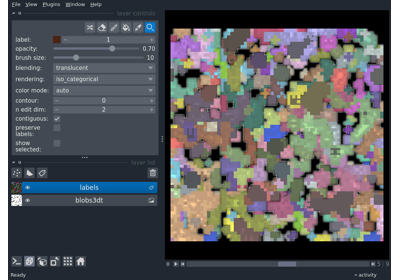 File View Plugins Window Help
layer controls
label: 1
opacity: 0.70
brush size: 10
blending: translucent
rendering: iso_categorical
color mode: auto
contour: 0
n edit dim: 2
contiguous:
preserve
labels:
show
selected:
layer list
labels
blobs3dt
Ready
activity